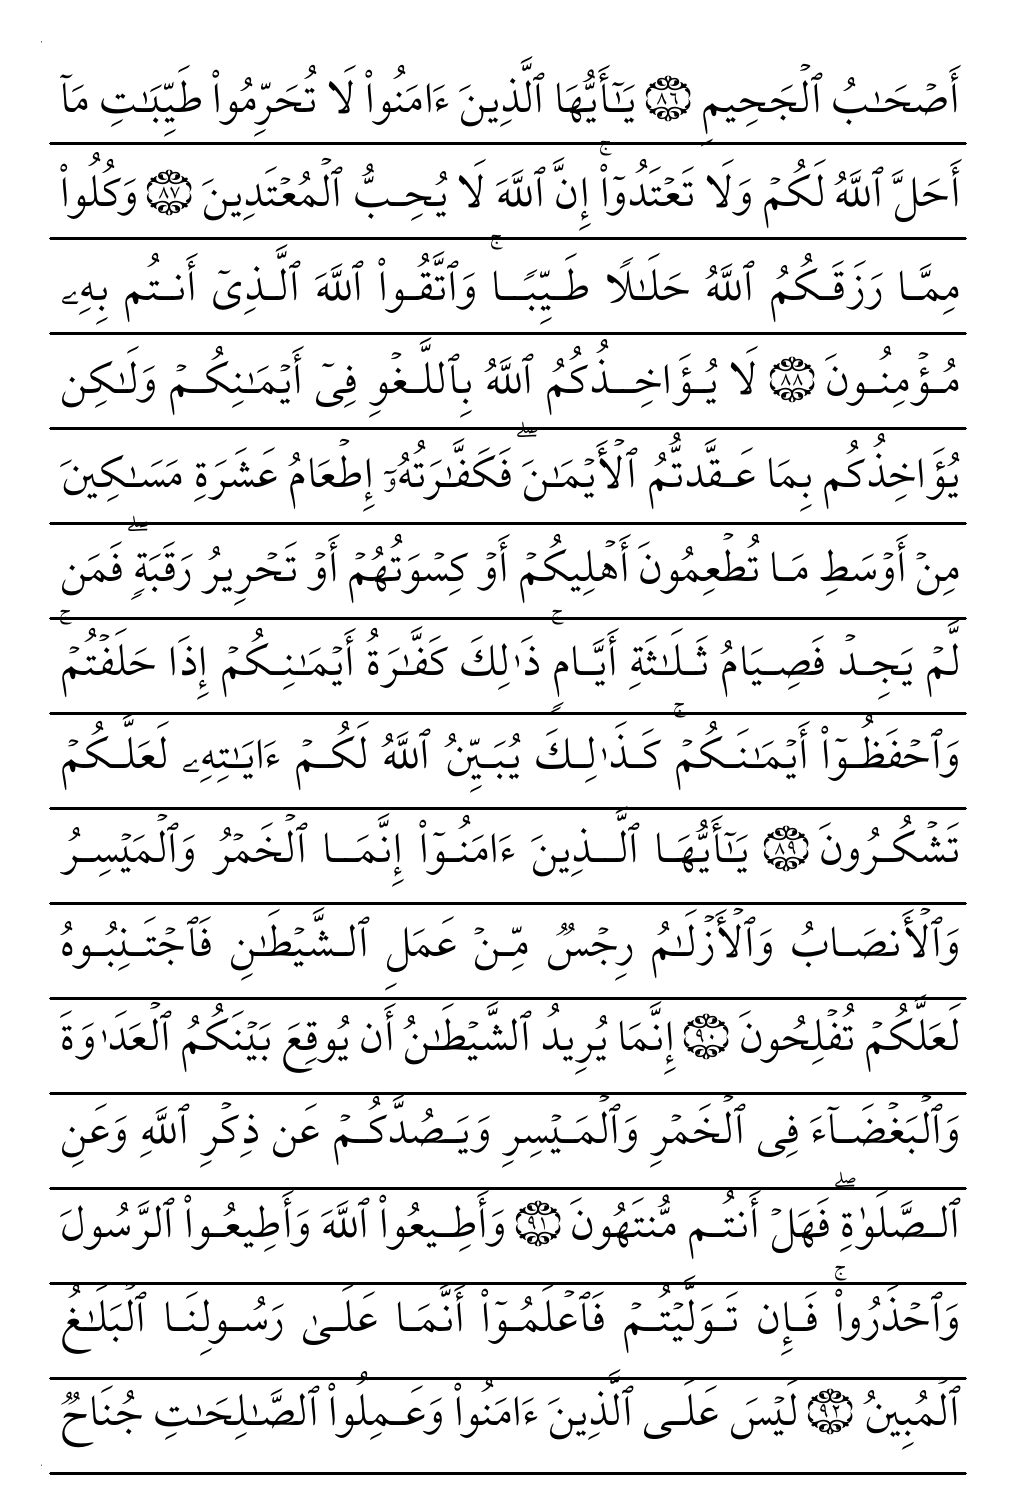 أَصۡحَٰبُ ٱلۡجَحِيمِ ٨٦ يَٰٓأَيُّهَا ٱلَّذِينَ ءَامَنُواْ لَا تُحَرِّمُواْ طَيِّبَٰتِ مَآ
أَحَلَّ ٱللَّهُ لَكُمۡ وَلَا تَعۡتَدُوٓاْۚ إِنَّ ٱللَّهَ لَا يُحِبُّ ٱلۡمُعۡتَدِينَ ٨٧ وَكُلُواْ
مِمَّا رَزَقَكُمُ ٱللَّهُ حَلَٰلٗا طَيِّبٗاۚ وَٱتَّقُواْ ٱللَّهَ ٱلَّذِيٓ أَنتُم بِهِۦ
مُؤۡمِنُونَ ٨٨ لَا يُؤَاخِذُكُمُ ٱللَّهُ بِٱللَّغۡوِ فِيٓ أَيۡمَٰنِكُمۡ وَلَٰكِن
يُؤَاخِذُكُم بِمَا عَقَّدتُّمُ ٱلۡأَيۡمَٰنَۖ فَكَفَّٰرَتُهُۥٓ إِطۡعَامُ عَشَرَةِ مَسَٰكِينَ
مِنۡ أَوۡسَطِ مَا تُطۡعِمُونَ أَهۡلِيكُمۡ أَوۡ كِسۡوَتُهُمۡ أَوۡ تَحۡرِيرُ رَقَبَةٖۖ فَمَن
لَّمۡ يَجِدۡ فَصِيَامُ ثَلَٰثَةِ أَيَّامٖۚ ذَٰلِكَ كَفَّٰرَةُ أَيۡمَٰنِكُمۡ إِذَا حَلَفۡتُمۡۚ
وَٱحۡفَظُوٓاْ أَيۡمَٰنَكُمۡۚ كَذَٰلِكَ يُبَيِّنُ ٱللَّهُ لَكُمۡ ءَايَٰتِهِۦ لَعَلَّكُمۡ
تَشۡكُرُونَ ٨٩ يَٰٓأَيُّهَا ٱلَّذِينَ ءَامَنُوٓاْ إِنَّمَا ٱلۡخَمۡرُ وَٱلۡمَيۡسِرُ
وَٱلۡأَنصَابُ وَٱلۡأَزۡلَٰمُ رِجۡسٞ مِّنۡ عَمَلِ ٱلشَّيۡطَٰنِ فَٱجۡتَنِبُوهُ
لَعَلَّكُمۡ تُفۡلِحُونَ ٩٠ إِنَّمَا يُرِيدُ ٱلشَّيۡطَٰنُ أَن يُوقِعَ بَيۡنَكُمُ ٱلۡعَدَٰوَةَ
وَٱلۡبَغۡضَآءَ فِي ٱلۡخَمۡرِ وَٱلۡمَيۡسِرِ وَيَصُدَّكُمۡ عَن ذِكۡرِ ٱللَّهِ وَعَنِ
ٱلصَّلَوٰةِۖ فَهَلۡ أَنتُم مُّنتَهُونَ ٩١ وَأَطِيعُواْ ٱللَّهَ وَأَطِيعُواْ ٱلرَّسُولَ
وَٱحۡذَرُواْۚ فَإِن تَوَلَّيۡتُمۡ فَٱعۡلَمُوٓاْ أَنَّمَا عَلَىٰ رَسُولِنَا ٱلۡبَلَٰغُ
ٱلۡمُبِينُ ٩٢ لَيۡسَ عَلَى ٱلَّذِينَ ءَامَنُواْ وَعَمِلُواْ ٱلصَّٰلِحَٰتِ جُنَاحٞ